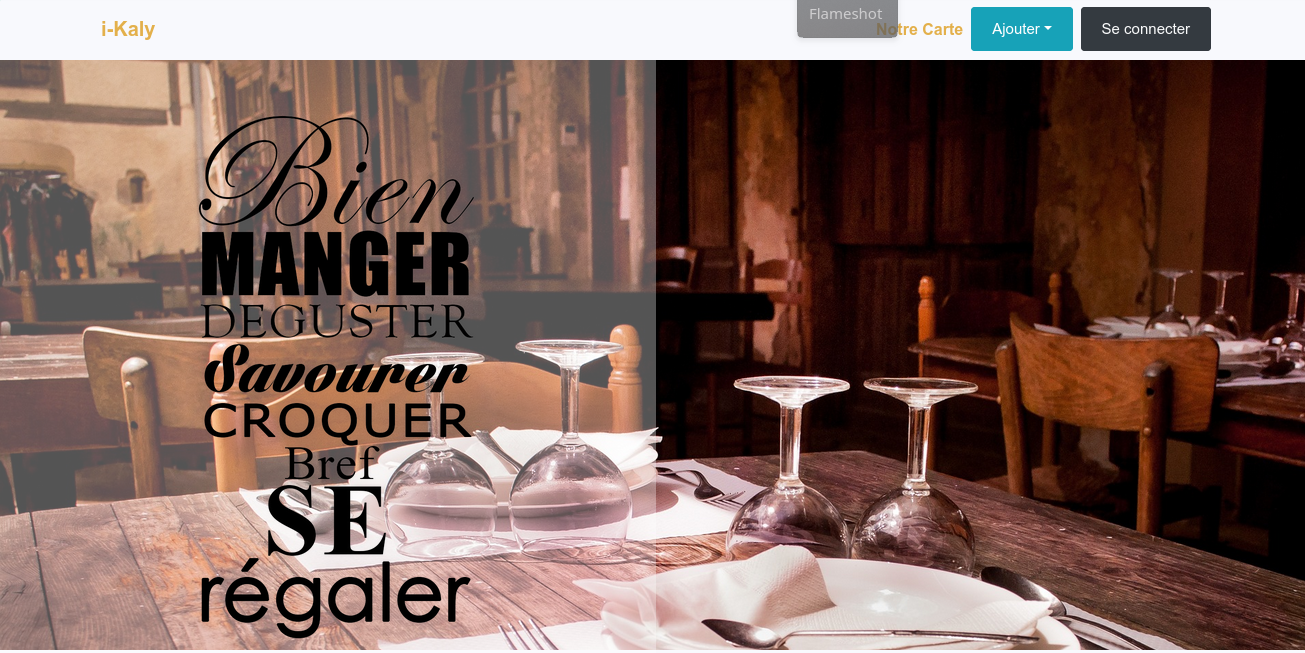 i-Kaly
Flameshot
Notre Carte
Ajouter
Se connecter
Bien
MANGER
DEGUSTER
Savourer
CROQUER
Bref
SE
régaler